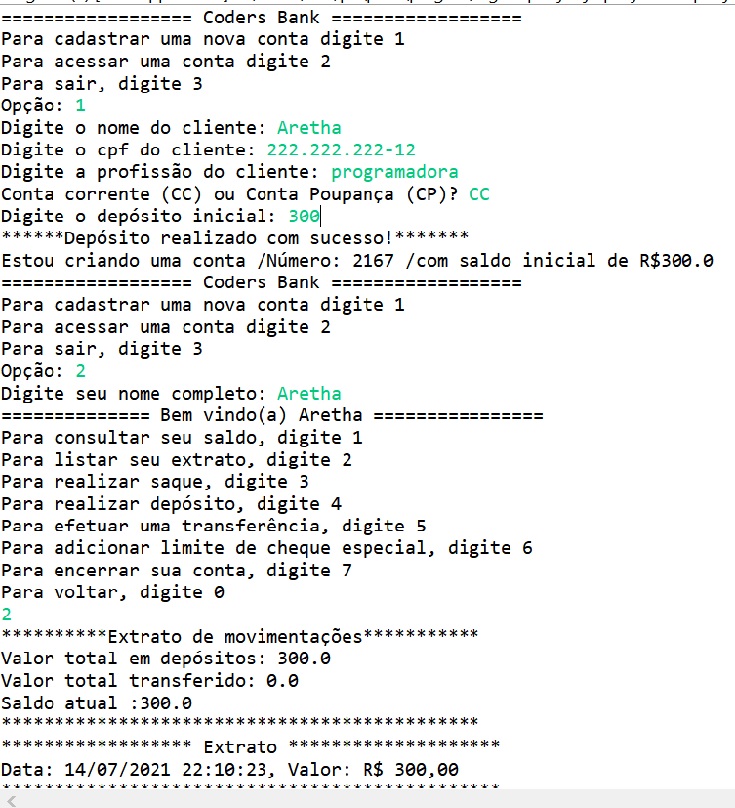 ================== Coders Bank ==================
Para cadastrar uma nova conta digite 1
Para acessar uma conta digite 2
Para sair, digite 3
Opção: 1
Digite o nome do cliente: Aretha
Digite o cpf do cliente: 222.222.222-12
Digite a profissão do cliente: programadora
Conta corrente (CC) ou Conta Poupança (CP)? CC
Digite o depósito inicial: 300
******Depósito realizado com sucesso!*******
Estou criando uma conta /Número: 2167 /com saldo inicial de R$300.0
================== Coders Bank ==================
Para cadastrar uma nova conta digite 1
Para acessar uma conta digite 2
Para sair, digite 3
Opção: 2
Digite seu nome completo: Aretha
============== Bem vindo(a) Aretha ================
Para consultar seu saldo, digite 1
Para listar seu extrato, digite 2
Para realizar saque, digite 3
Para realizar depósito, digite 4
Para efetuar uma transferência, digite 5
Para adicionar limite de cheque especial, digite 6
Para encerrar sua conta, digite 7
Para voltar, digite 0
2
**********Extrato de movimentações***********
Valor total em depósitos: 300.0
Valor total transferido: 0.0
Saldo atual :300.0
*********************************************
****************** Extrato ********************
Data: 14/07/2021 22:10:23, Valor: R$ 300,00
***********************************************